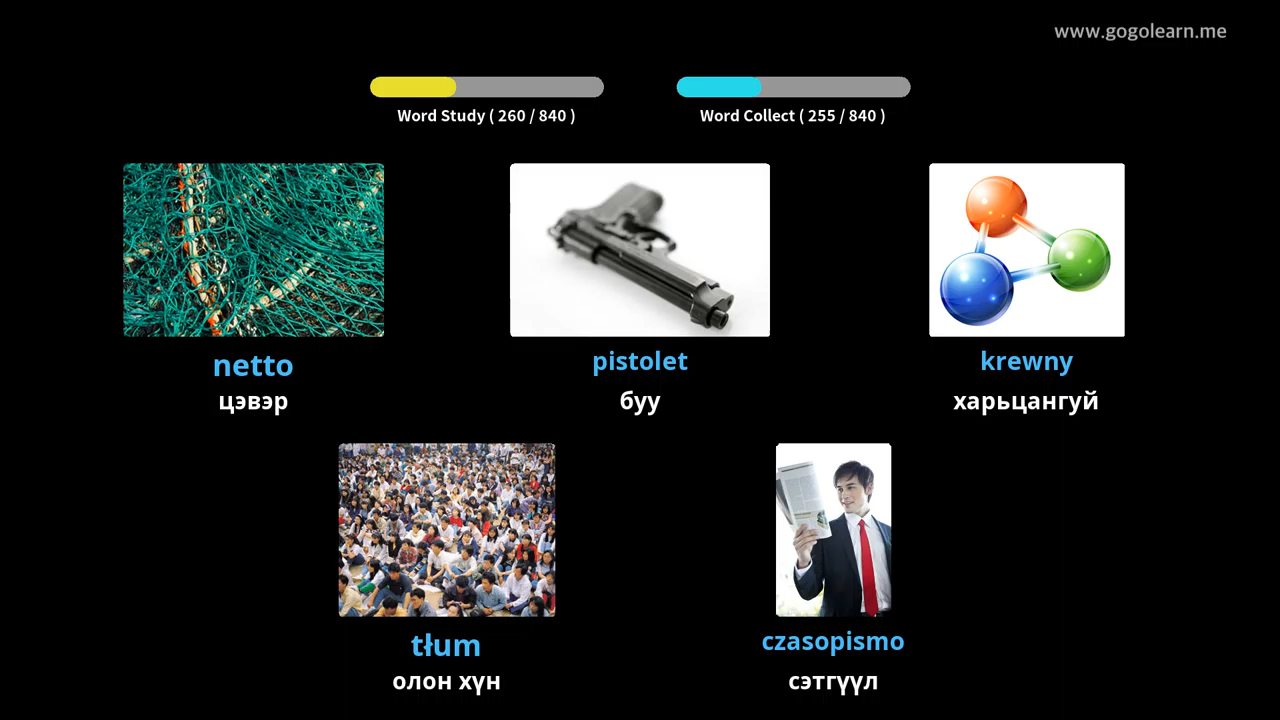 www.gogolearn.me
Word Study ( 260 / 840 )
Word Collect ( 255 / 840 )
netto
pistolet
krewny
цэвэр
буу
харьцангуй
tłum
czasopismo
олон хүн
сэтгүүл